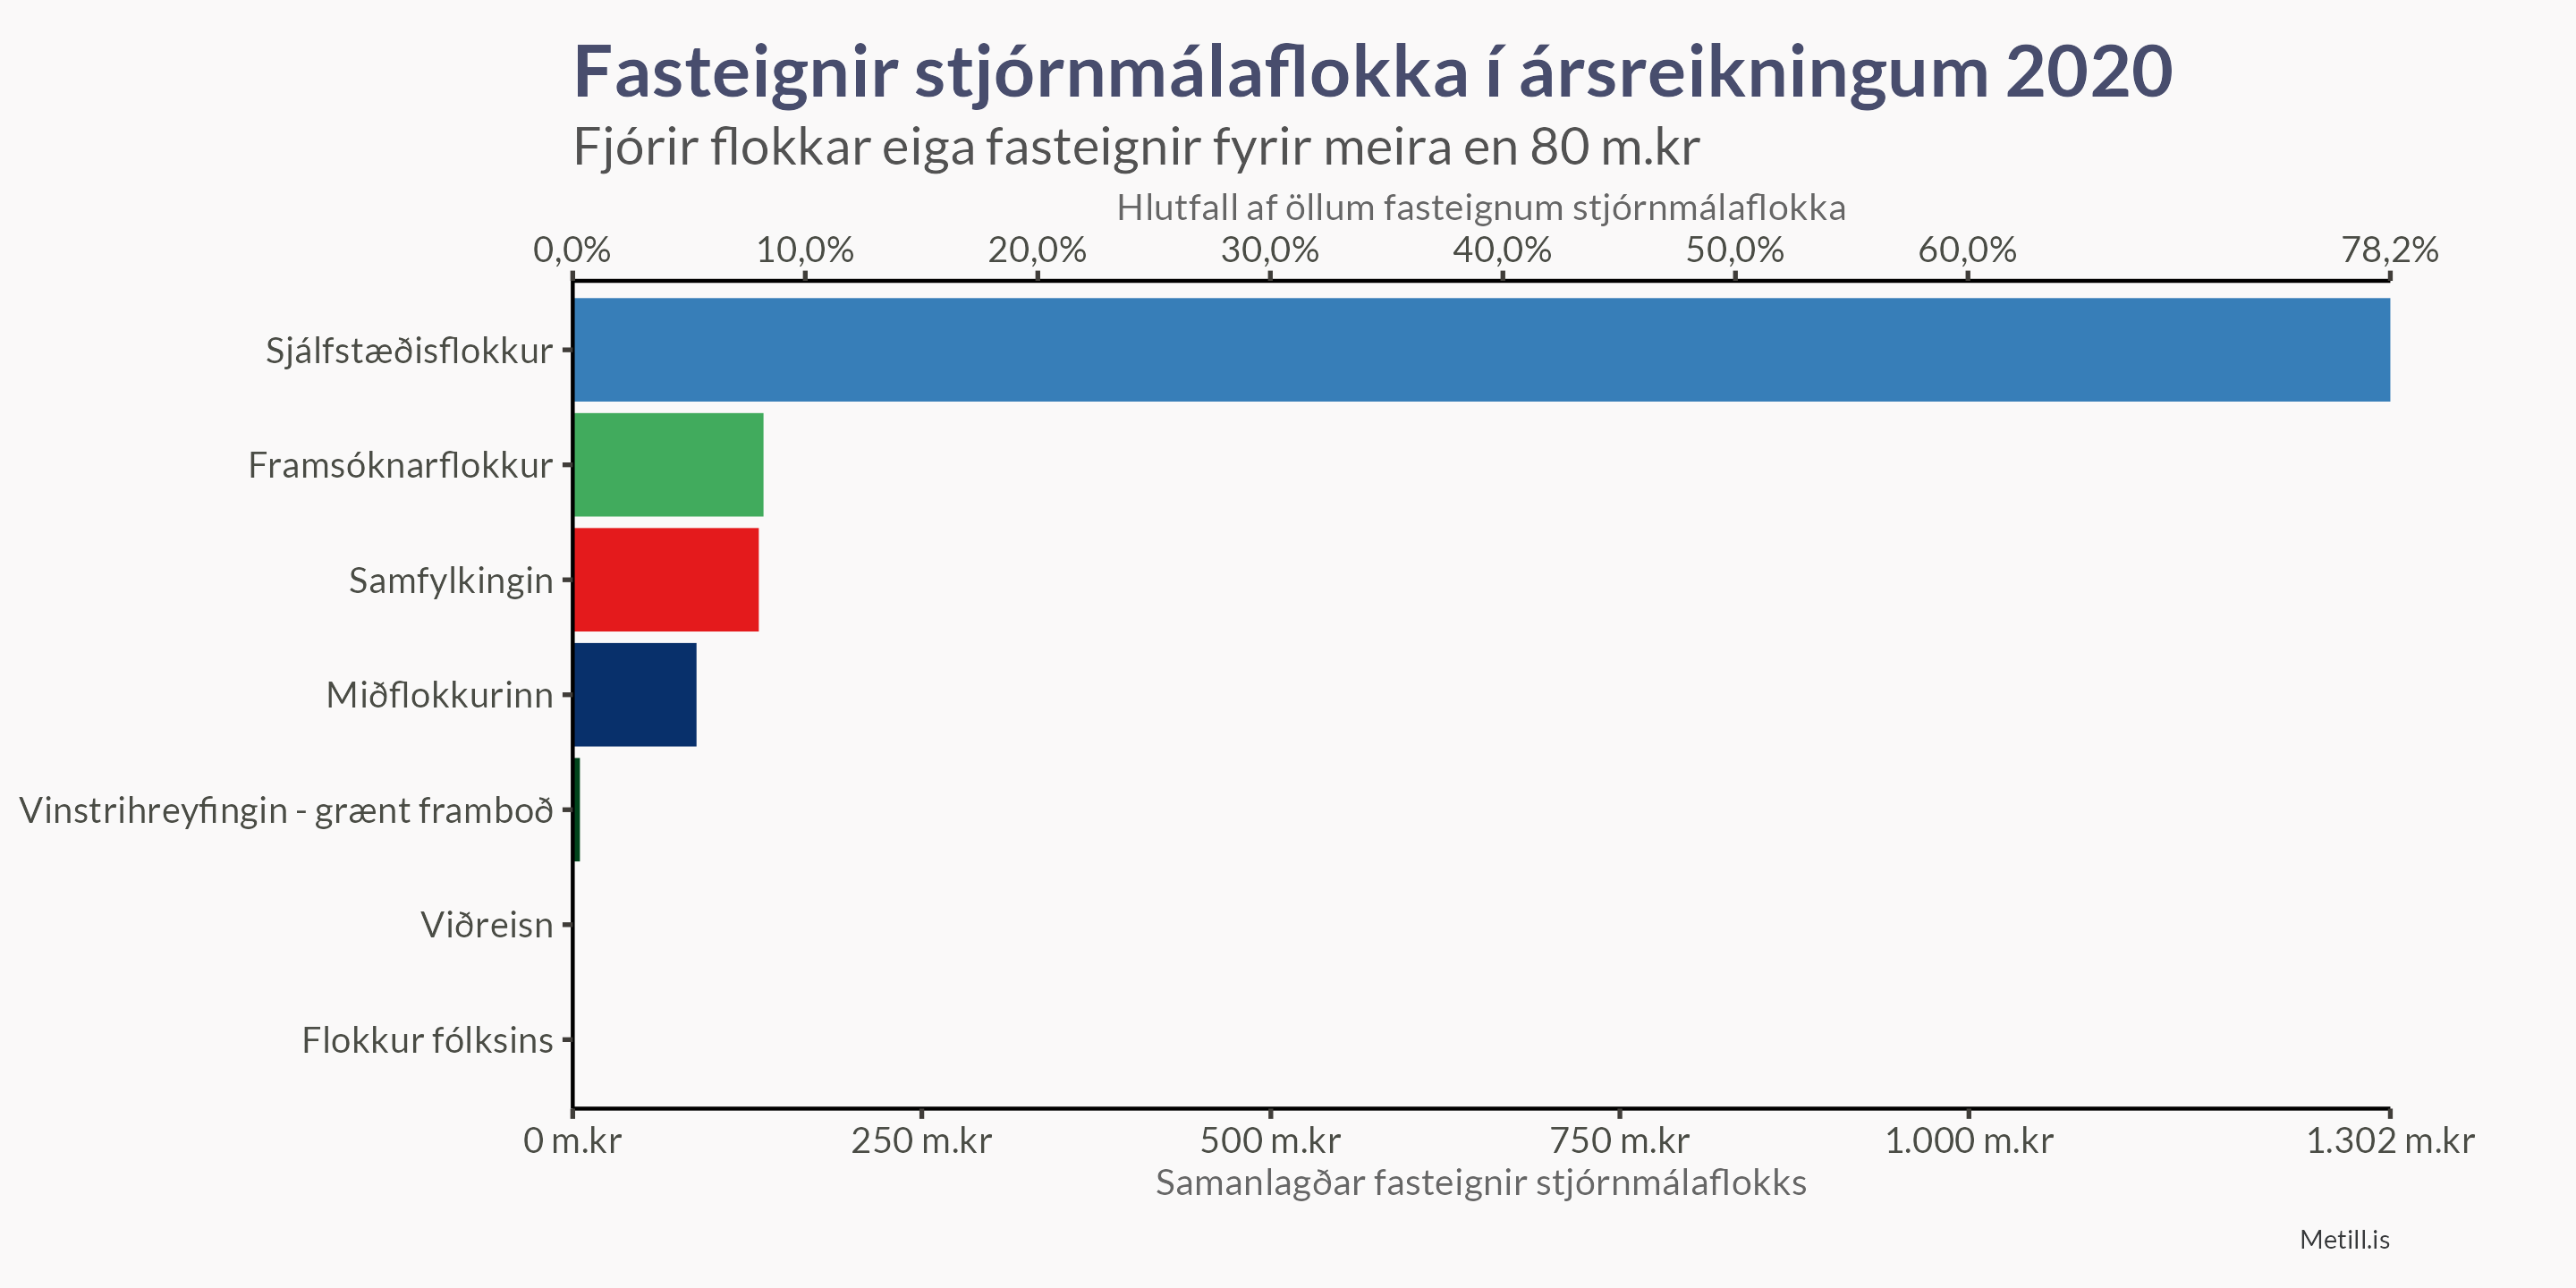 Fasteignir stjórnmálaflokka í ársreikningum 2020
Fjórir flokkar eiga fasteignir fyrir meira en 80 m.kr
Hlutfall af öllum fasteignum stjórnmálaflokka
0,0% 10,0% 20,0% 30,0% 40,0% 50,0% 60,0% 78,2%
Sjálfstæðisflokkur
Framsóknarflokkur
Samfylkingin
Miðflokkurinn
Vinstrihreyfingin - grænt framboð
Viðreisn
Flokkur fólksins
0 m.kr 250 m.kr 500 m.kr 750 m.kr 1.000 m.kr 1.302 m.kr
Samanlagðar fasteignir stjórnmálaflokks
Metill.is